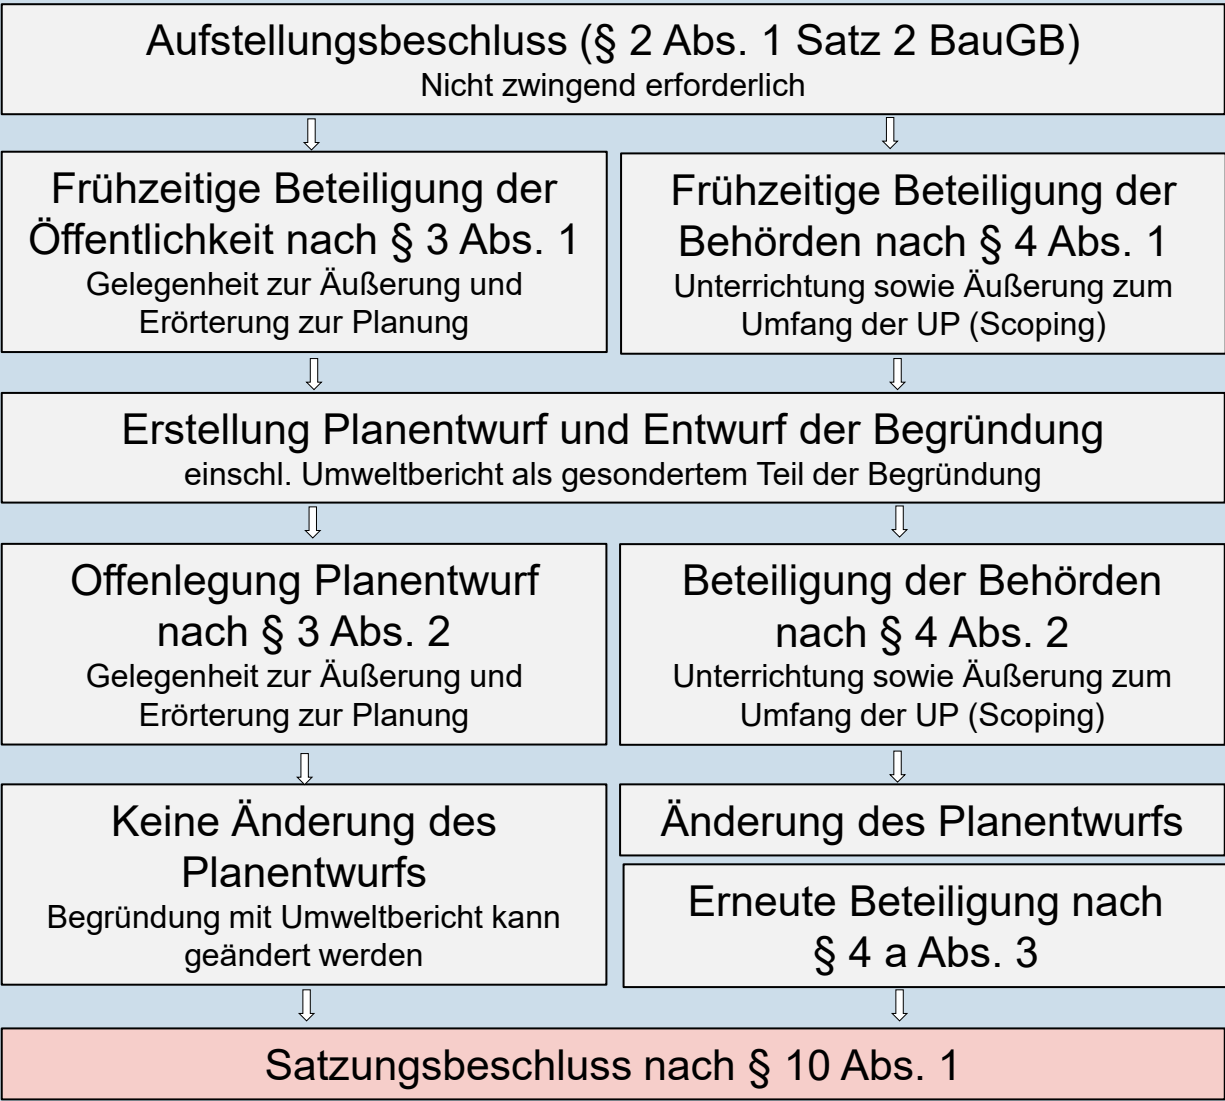 Aufstellungsbeschluss (§ 2 Abs. 1 Satz 2 BauGB)
Nicht zwingend erforderlich
Frühzeitige Beteiligung der
Öffentlichkeit nach § 3 Abs. 1
Gelegenheit zur Äußerung und
Erörterung zur Planung
Frühzeitige Beteiligung der
Behörden nach § 4 Abs. 1
Unterrichtung sowie Äußerung zum
Umfang der UP (Scoping)
Erstellung Planentwurf und Entwurf der Begründung
einschl. Umweltbericht als gesondertem Teil der Begründung
Offenlegung Planentwurf
nach § 3 Abs. 2
Gelegenheit zur Äußerung und
Erörterung zur Planung
Beteiligung der Behörden
nach § 4 Abs. 2
Unterrichtung sowie Äußerung zum
Umfang der UP (Scoping)
Keine Änderung des
Planentwurfs
Begründung mit Umweltbericht kann
geändert werden
Änderung des Planentwurfs
Erneute Beteiligung nach
§ 4 a Abs. 3
Satzungsbeschluss nach § 10 Abs. 1